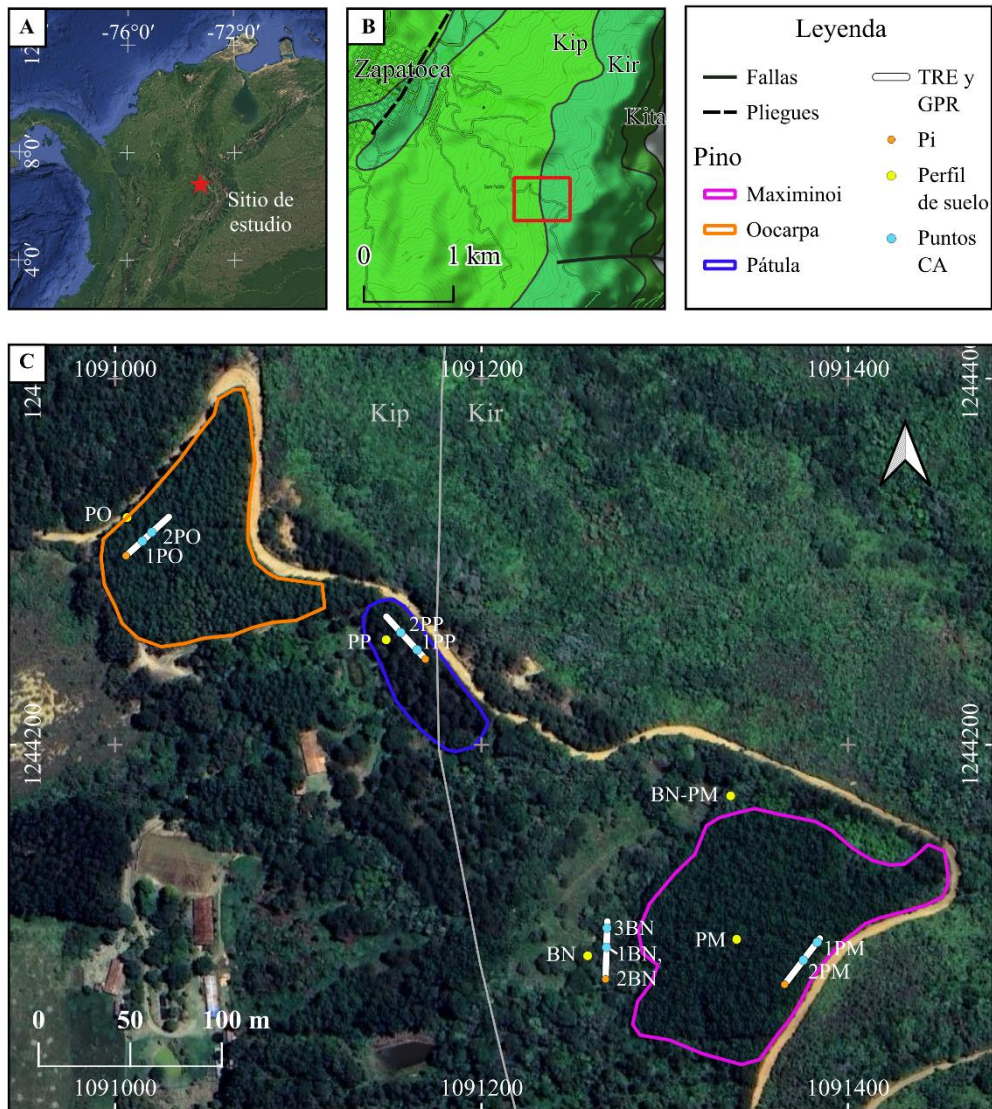 A
-76°0′
-72°0′
12
8°0′
4°0′
Sitio de
estudio
B
Zapatoca
Kip
Kir
Kita
0
1 km
Leyenda
Fallas
Pliegues
Pino
Maximinoi
Oocarpa
Pátula
TRE y
GPR
Pi
Perfil
de suelo
Puntos
CA
C
1091000
1091200
1091400
124
1244400
Kip
Kir
PO
2PO
1PO
PP
2PP
1PP
1244200
1244200
BN-PM
BN
3BN
1BN,
2BN
PM
1PM
2PM
0
50
100 m
1091000
1091200
1091400